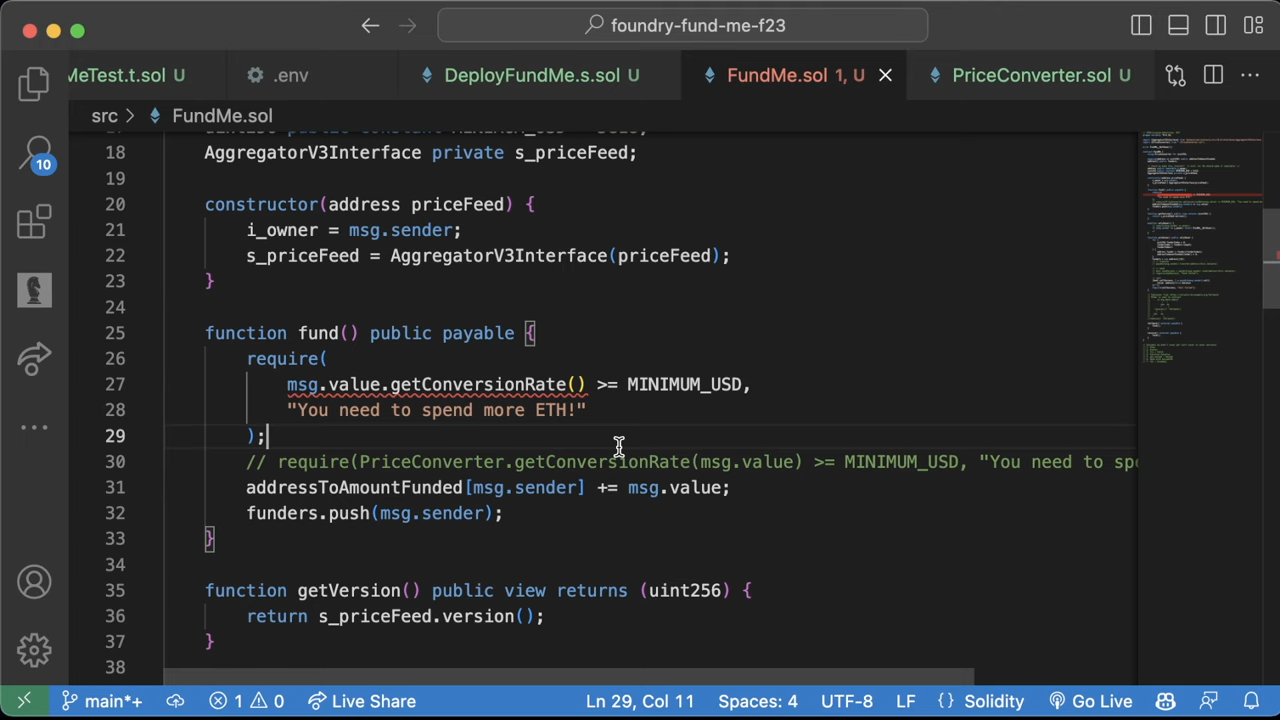 foundry-fund-me-f23
MeTest.t.sol U
.env
DeployFundMe.s.sol U
FundMe.sol 1, U
PriceConverter.sol U
src > FundMe.sol
10
18 AggregatorV3Interface private s_priceFeed;
19
20 constructor(address priceFeed) {
21 i_owner = msg.sender;
22 s_priceFeed = AggregatorV3Interface(priceFeed);
23 }
24
25 function fund() public payable {
26 require(
27 msg.value.getConversionRate() >= MINIMUM_USD,
28 "You need to spend more ETH!"
29 );
30 // require(PriceConverter.getConversionRate(msg.value) >= MINIMUM_USD, "You need to
31 addressToAmountFunded[msg.sender] += msg.value;
32 funders.push(msg.sender);
33 }
34
35 function getVersion() public view returns (uint256) {
36 return s_priceFeed.version();
37 }
38
main*+ 1 0 Live Share Ln 29, Col 11 Spaces: 4 UTF-8 LF {} Solidity Go Live